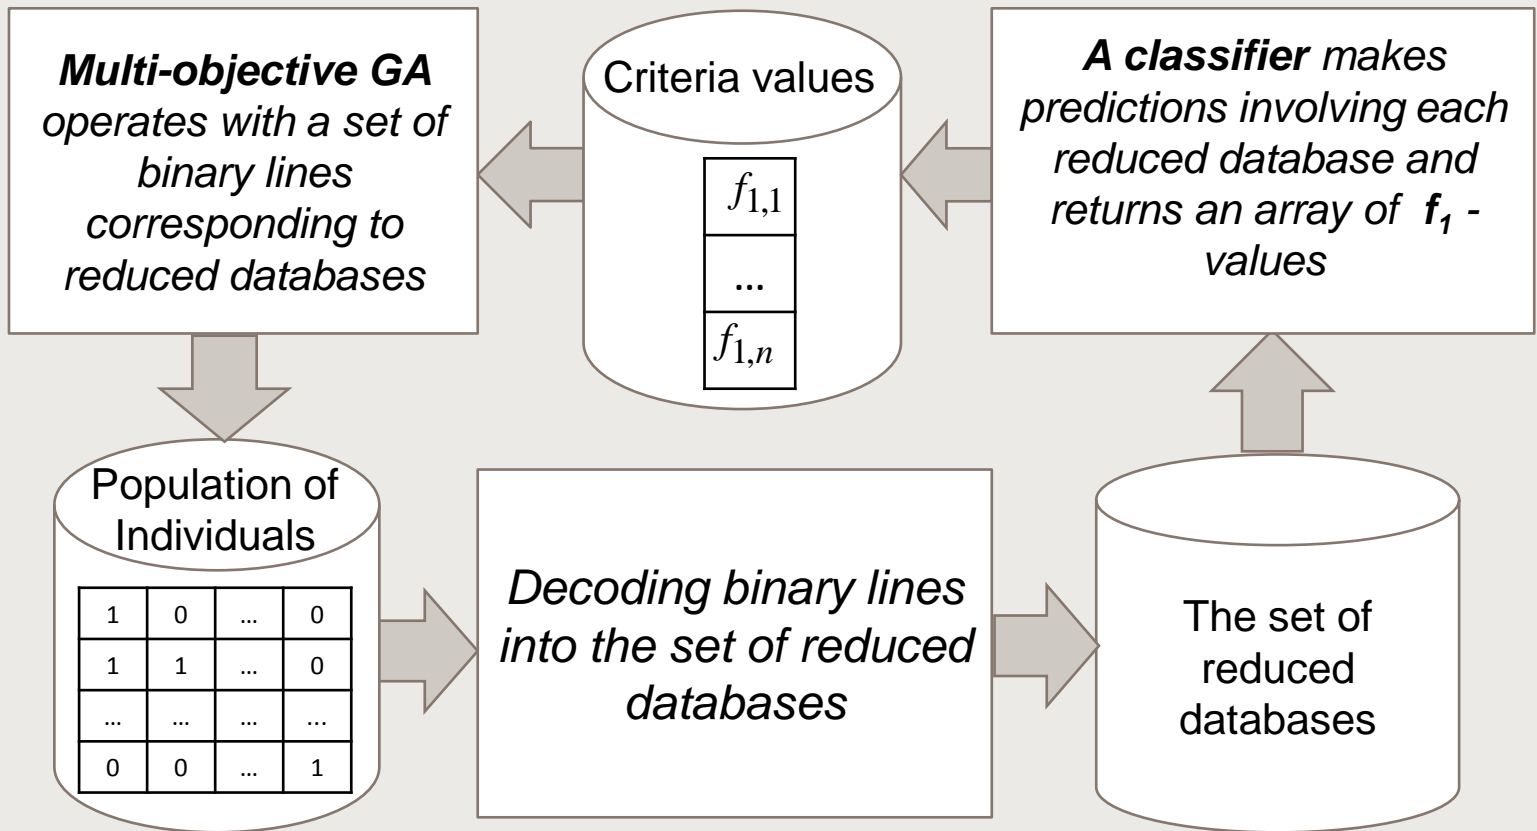 Multi-objective GA
operates with a set of
binary lines
corresponding to
reduced databases
Criteria values
f1,1
...
f1,n
A classifier makes
predictions involving each
reduced database and
returns an array of f1 -
values
Population of
Individuals
1 0 ... 0
1 1 ... 0
... ... ... ...
0 0 ... 1
Decoding binary lines
into the set of reduced
databases
The set of
reduced
databases